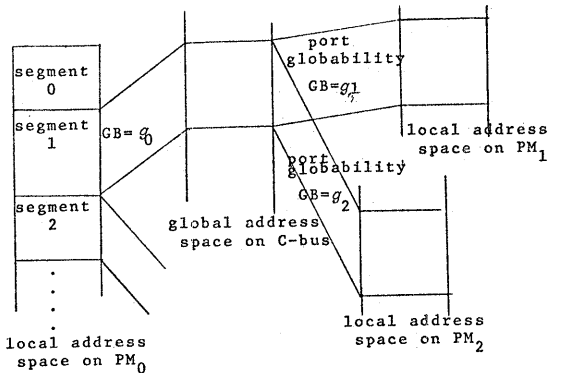 segment
0
segment
1
GB=g0
segment
2
local address
space on PM0
global address
space on C-bus
port
globability
GB=g1
local address
space on PM1
port
globability
GB=g2
local address
space on PM2